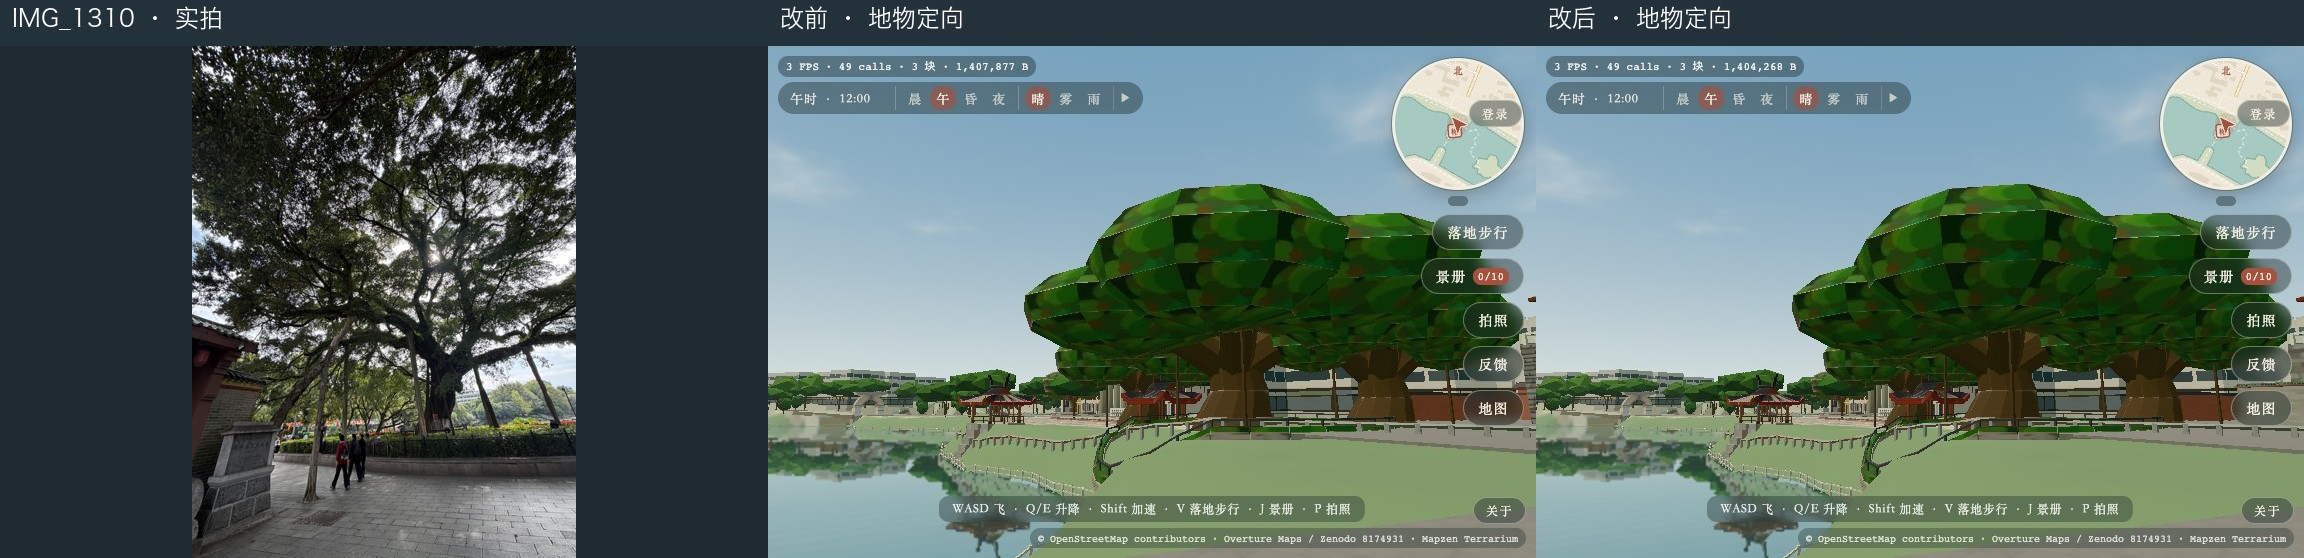 IMG_1310 · 实拍
改前 · 地物定向
3 FPS · 49 calls · 3 块 · 1,407,877 B
午时 · 12:00 晨 午 昏 夜 晴 雾 雨
北
登录
落地步行
景册 0/10
拍照
反馈
地图
WASD 飞 · Q/E 升降 · Shift 加速 · V 落地步行 · J 景册 · P 拍照
关于
© OpenStreetMap contributors · Overture Maps / Zenodo 8174931 · Mapzen Terrarium
改后 · 地物定向
3 FPS · 49 calls · 3 块 · 1,404,268 B
午时 · 12:00 晨 午 昏 夜 晴 雾 雨
北
登录
落地步行
景册 0/10
拍照
反馈
地图
WASD 飞 · Q/E 升降 · Shift 加速 · V 落地步行 · J 景册 · P 拍照
关于
© OpenStreetMap contributors · Overture Maps / Zenodo 8174931 · Mapzen Terrarium